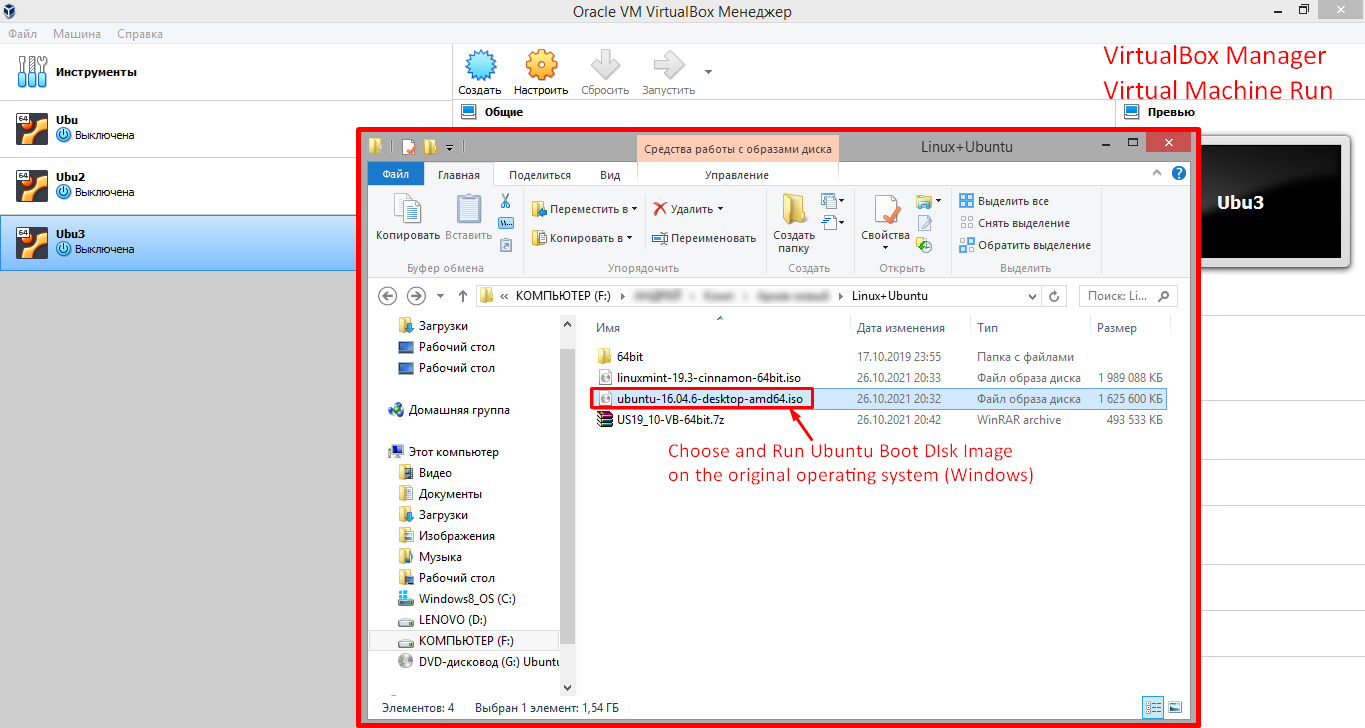 Oracle VM VirtualBox Менеджер
Файл Машина Справка
Инструменты
Создать Настроить Сбросить Запустить
VirtualBox Manager
Virtual Machine Run
Общие
Превью
64
Ubu
Выключена
64
Ubu2
Выключена
64
Ubu3
Выключена
Ubu3
Средства работы с образами диска
Linux+Ubuntu
Файл Главная Поделиться Вид Управление
Копировать Вставить
Буфер обмена
Переместить в
Копировать в
Удалить
Переименовать
Упорядочить
Создать
папку
Создать
Свойства
Открыть
Выделить все
Снять выделение
Обратить выделение
Выделить
« КОМПЬЮТЕР (F:) Linux+Ubuntu
Поиск: Li...
Загрузки
Рабочий стол
Рабочий стол
Домашняя группа
Этот компьютер
Видео
Документы
Загрузки
Изображения
Музыка
Рабочий стол
Windows8_OS (C:)
LENOVO (D:)
КОМПЬЮТЕР (F:)
DVD-дисковод (G:) Ubuntu
Имя Дата изменения Тип Размер
64bit 17.10.2019 23:55 Папка с файлами
linuxmint-19.3-cinnamon-64bit.iso 26.10.2021 20:33 Файл образа диска 1 989 088 КБ
ubuntu-16.04.6-desktop-amd64.iso 26.10.2021 20:32 Файл образа диска 1 625 600 КБ
US19_10-VB-64bit.7z 26.10.2021 20:42 WinRAR archive 493 533 КБ
Choose and Run Ubuntu Boot DIsk Image
on the original operating system (Windows)
Элементов: 4 Выбран 1 элемент: 1,54 ГБ